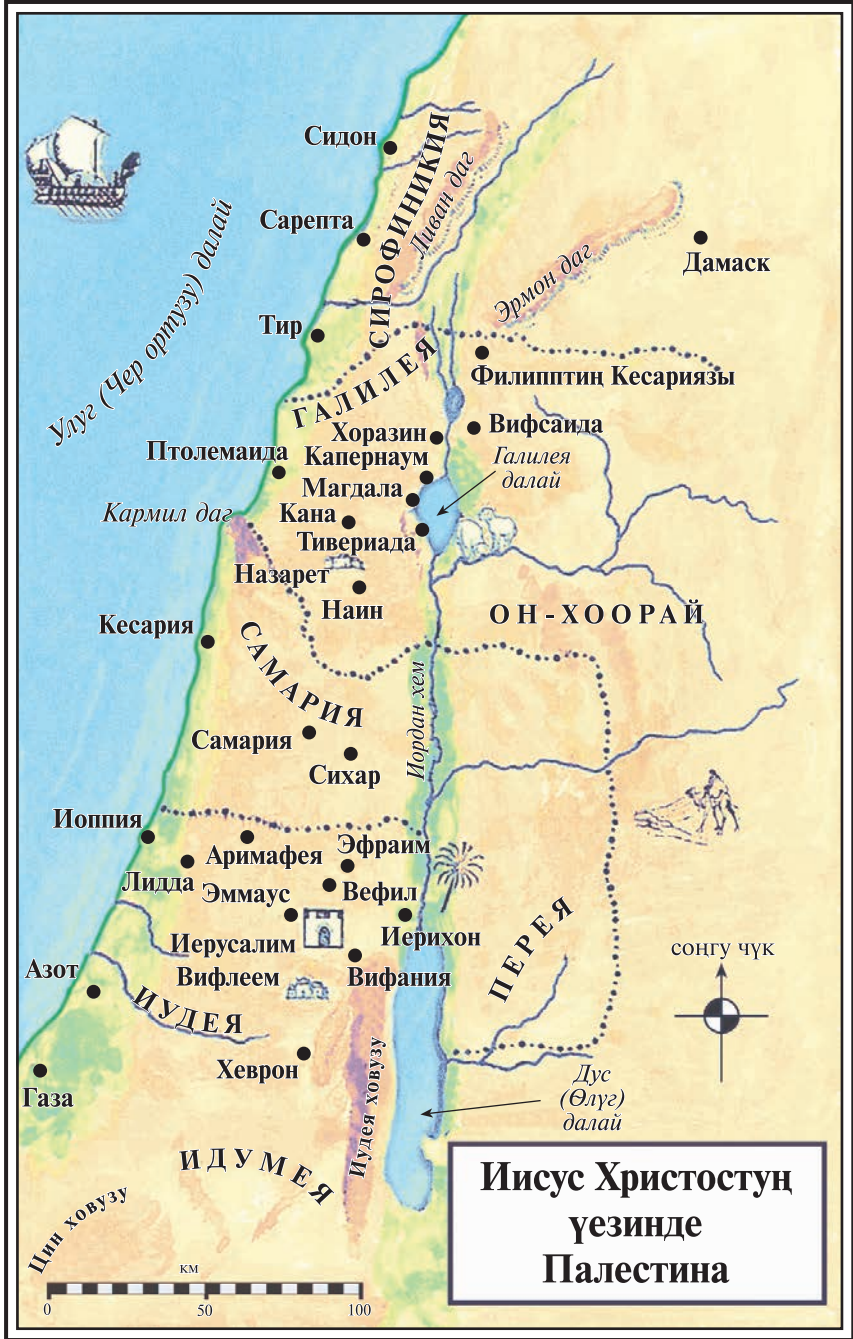 Сидон
СИРОФИНИКИЯ
Ливан даг
Сарепта
Улуг (Чер ортузу) далай
Дамаск
Эрмон даг
Тир
ГАЛИЛЕЯ
Филипптиң Кесариязы
Хоразин
Вифсаида
Птолемаида
Капернаум
Галилея
далай
Магдала
Кармил даг
Кана
Тивериада
Назарет
Наин
ОН-ХООРАЙ
Кесария
САМАРИЯ
Иордан хем
Самария
Сихар
Иоппия
Аримафея
Эфраим
Лидда
Эммаус
Вефил
Иерусалим
Иерихон
ПЕРЕЯ
соңгу чүк
Азот
Вифлеем
Вифания
ИУДЕЯ
Хеврон
Иудея ховузу
Газа
Дус
(Өлүг)
далай
ИДУМЕЯ
Цин ховузу
Иисус Христостуң
үезинде
Палестина
км
0 50 100